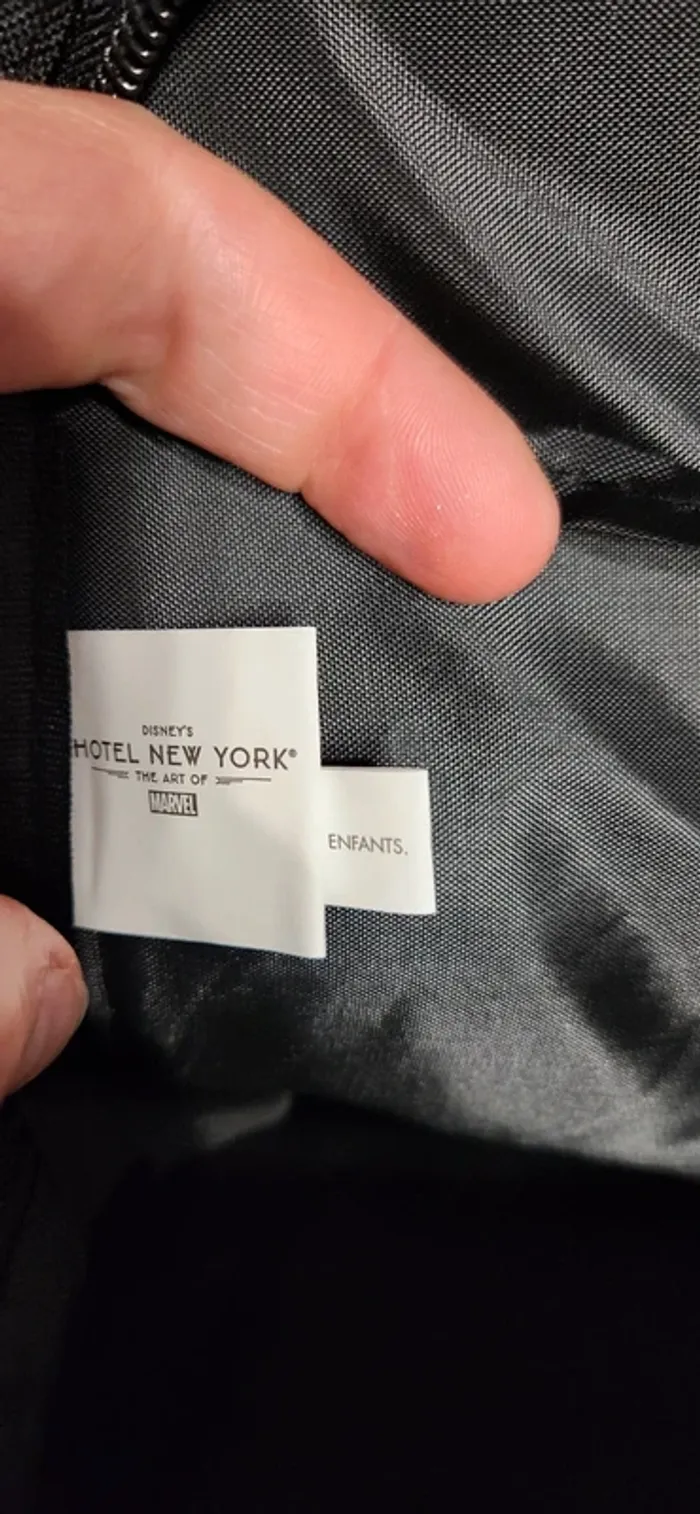 DISNEY'S
HOTEL NEW YORK®
THE ART OF
MARVEL
ENFANTS.